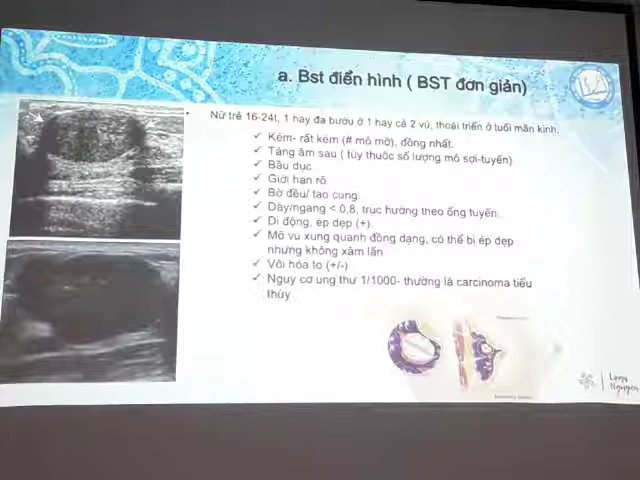 a. Bst điển hình ( BST đơn giản)
Nữ trẻ 16-24t, 1 hay đa bướu ở 1 hay cả 2 vú, thoái triển ở tuổi mãn kinh.
Kém- rất kém (# mô mỡ), đồng nhất.
Tăng âm sau ( tùy thuộc số lượng mô sợi-tuyến)
Bầu dục
Giới hạn rõ
Bờ đều/ tạo cung.
Dày/ngang < 0,8, trục hướng theo ống tuyến.
Di động, ép dẹp (+)
Mô vú xung quanh đồng dạng, có thể bị ép dẹp
nhưng không xâm lấn
Vôi hóa to (+/-)
Nguy cơ ung thư 1/1000- thường là carcinoma tiểu
thùy
Nguyen